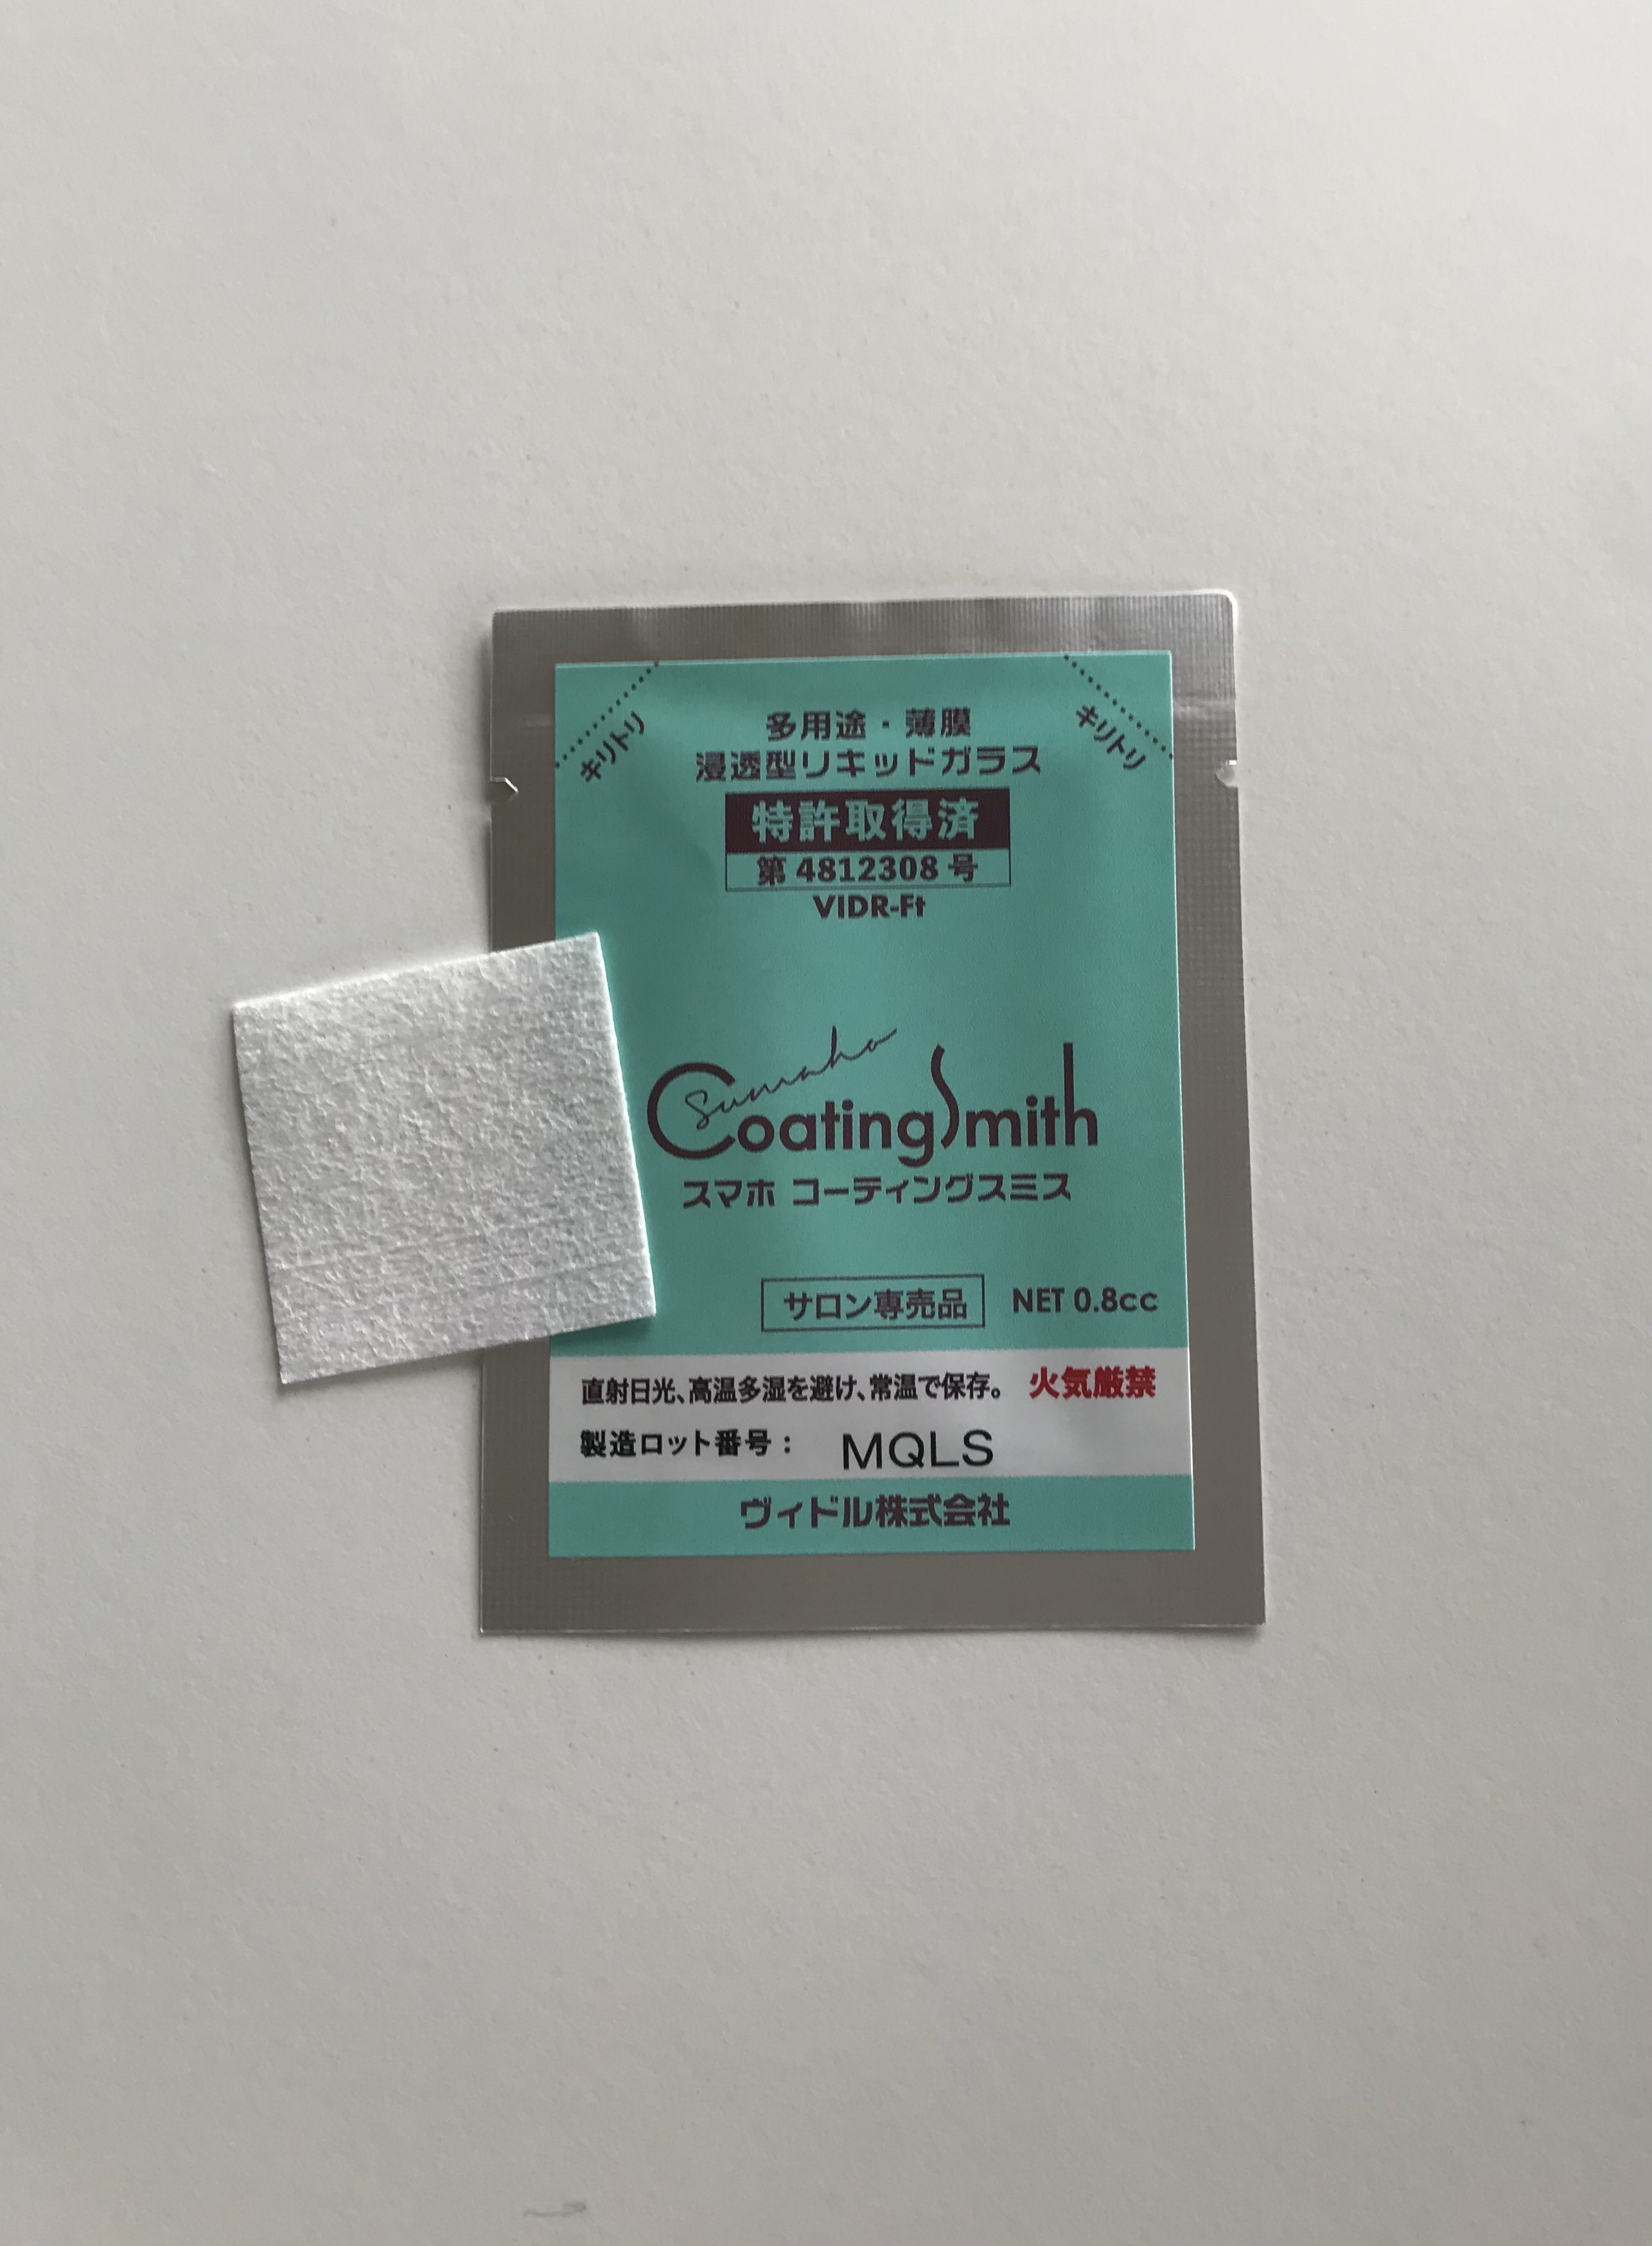 キリトリ
キリトリ
多用途・薄膜
浸透型リキッドガラス
特許取得済
第 4812308 号
VIDR-Ft
Sumaho
CoatingSmith
スマホ コーティングスミス
サロン専売品 NET 0.8cc
直射日光、高温多湿を避け、常温で保存。 火気厳禁
製造ロット番号： MQLS
ヴィドル株式会社